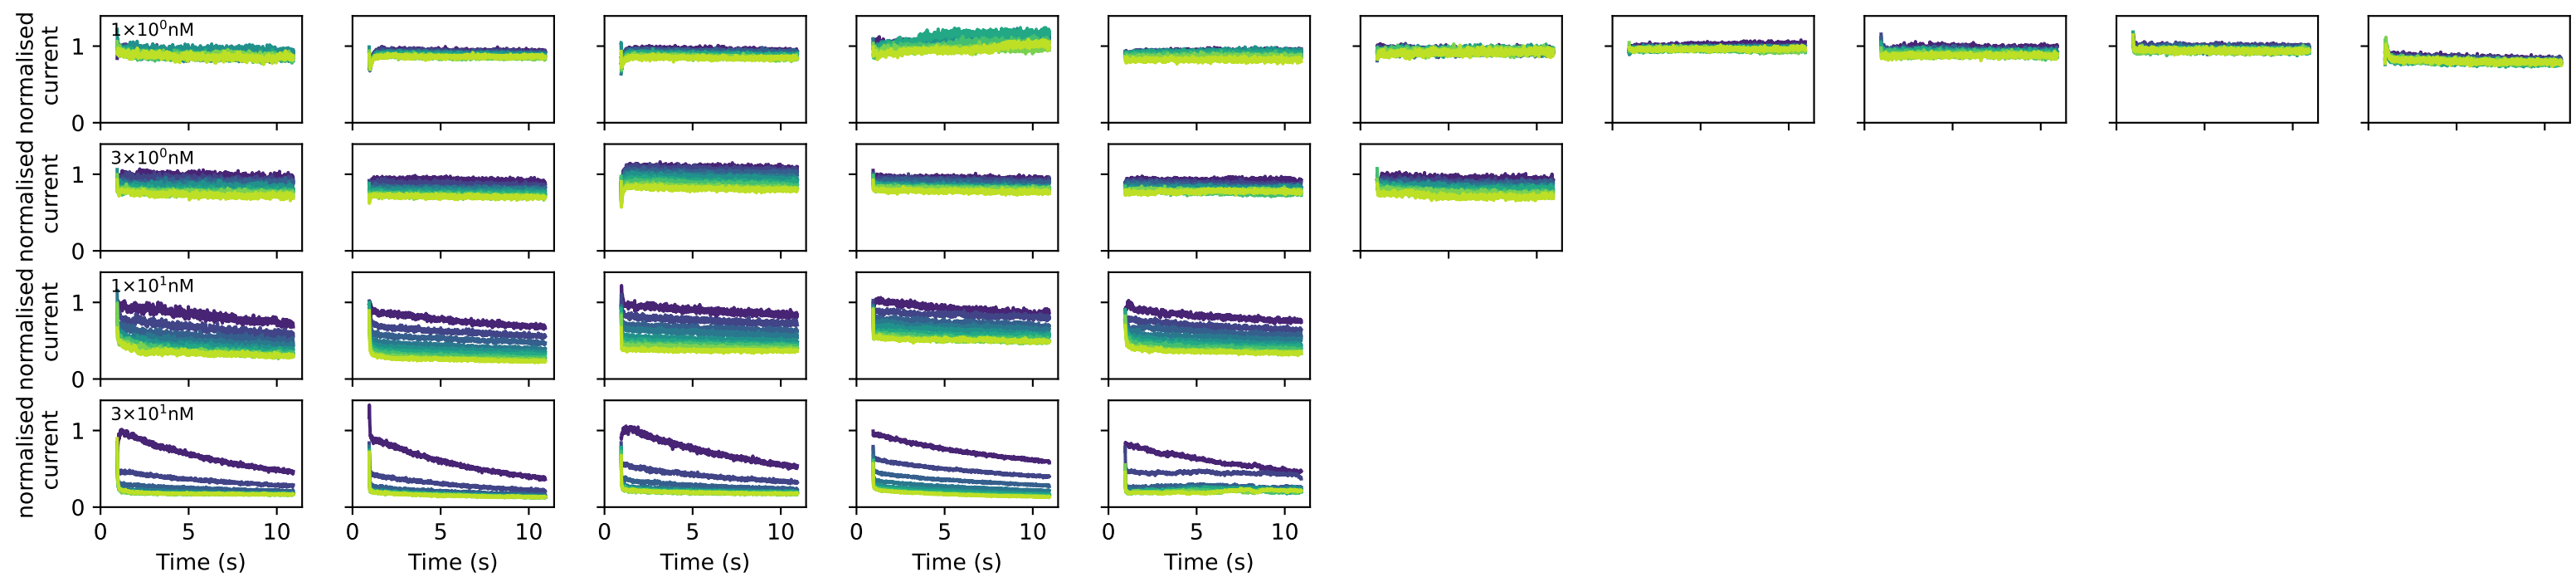 normalised
current
1
0
1×10⁰nM
normalised
current
1
0
3×10⁰nM
normalised
current
1
0
1×10¹nM
normalised
current
1
0
3×10¹nM
0 5 10
0 5 10
0 5 10
0 5 10
0 5 10
Time (s)
Time (s)
Time (s)
Time (s)
Time (s)